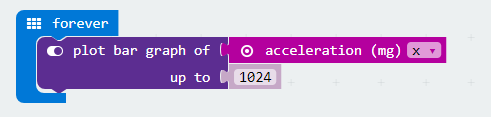 forever
plot bar graph of acceleration (mg) x
up to 1024